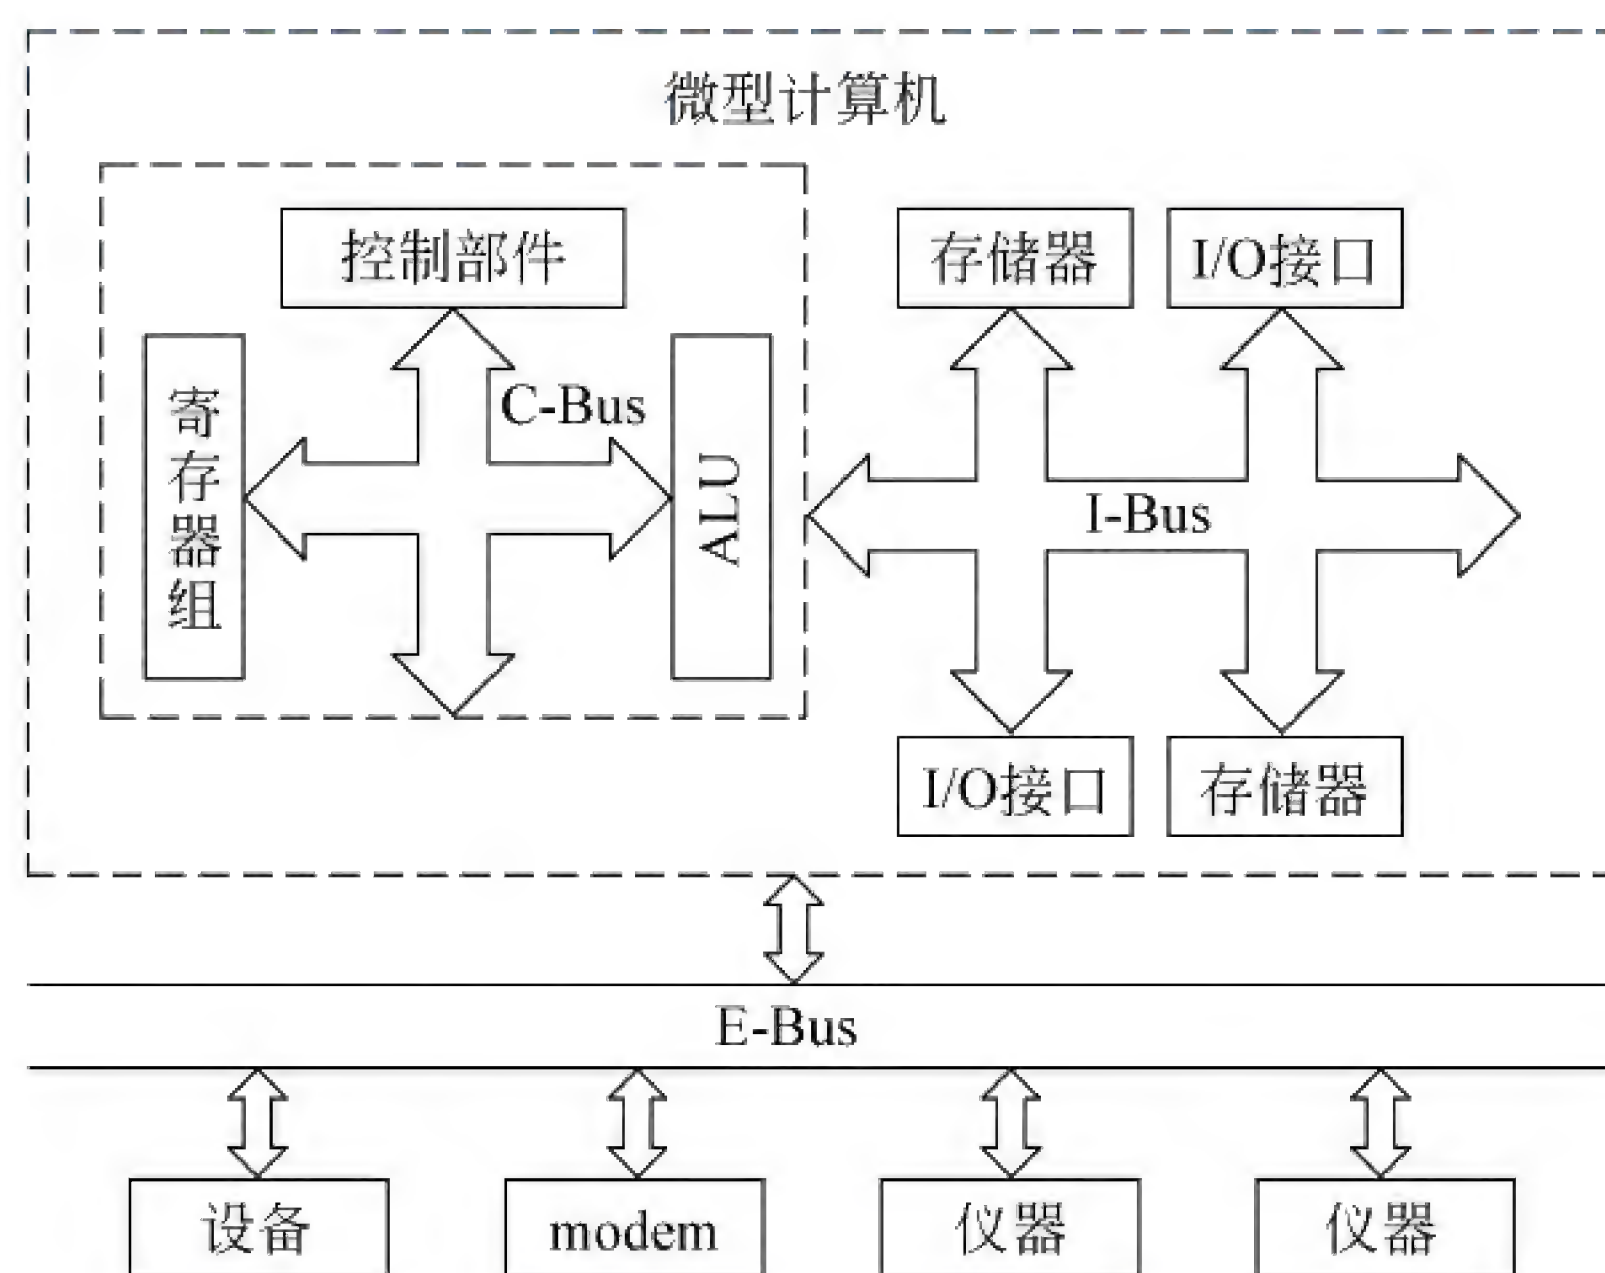 微型计算机
控制部件
存储器
I/O接口
寄存器组
C-Bus
ALU
I-Bus
I/O接口
存储器
E-Bus
设备
modem
仪器
仪器